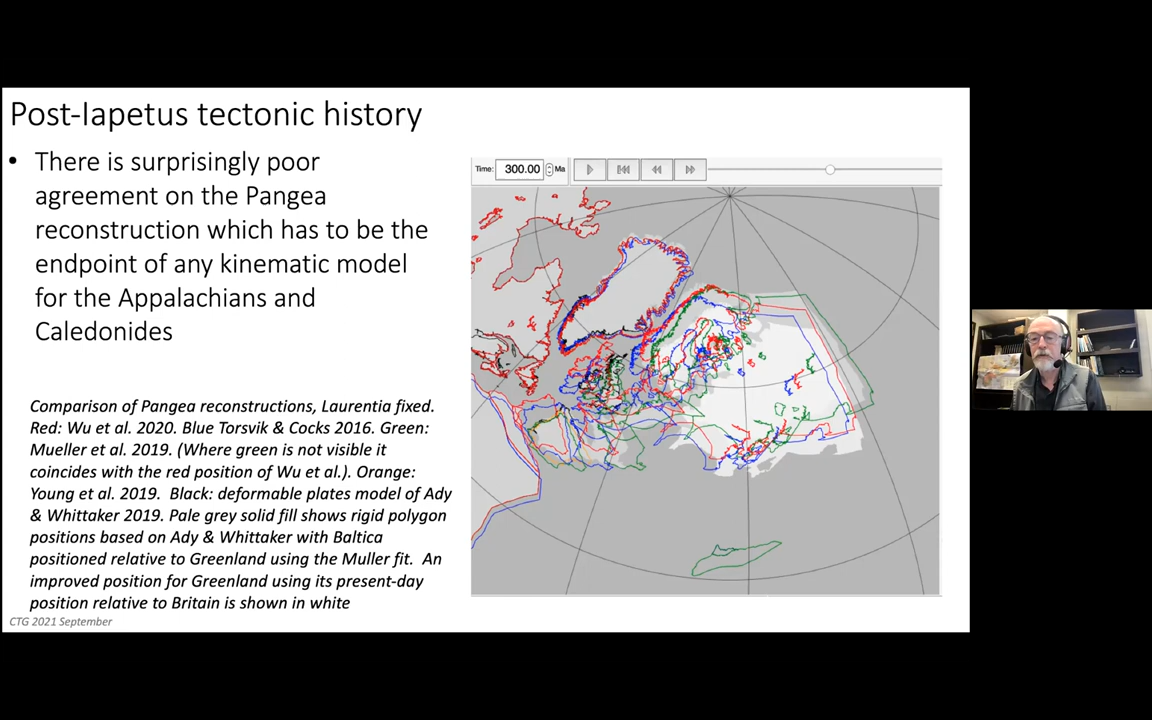 Post-Iapetus tectonic history
• There is surprisingly poor
agreement on the Pangea
reconstruction which has to be the
endpoint of any kinematic model
for the Appalachians and
Caledonides
Comparison of Pangea reconstructions, Laurentia fixed.
Red: Wu et al. 2020. Blue Torsvik & Cocks 2016. Green:
Mueller et al. 2019. (Where green is not visible it
coincides with the red position of Wu et al.). Orange:
Young et al. 2019. Black: deformable plates model of Ady
& Whittaker 2019. Pale grey solid fill shows rigid polygon
positions based on Ady & Whittaker with Baltica
positioned relative to Greenland using the Muller fit. An
improved position for Greenland using its present-day
position relative to Britain is shown in white
CTG 2021 September
Time: 300.00 Ma